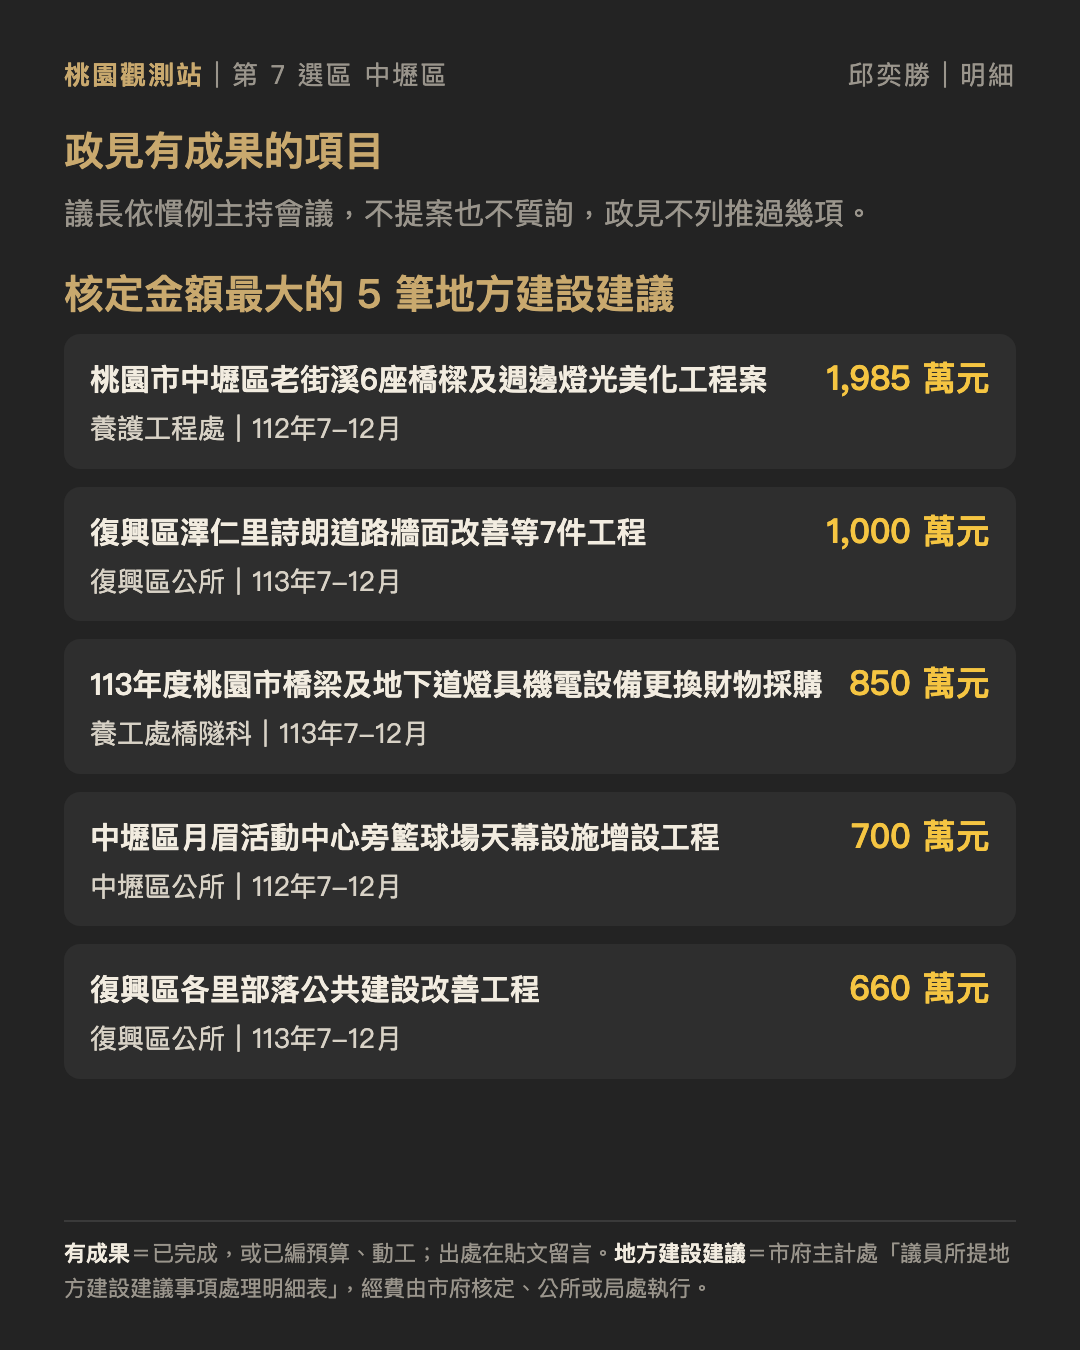 桃園觀測站｜第 7 選區 中壢區
邱奕勝｜明細
政見有成果的項目
議長依慣例主持會議，不提案也不質詢，政見不列推過幾項。
核定金額最大的 5 筆地方建設建議
桃園市中壢區老街溪6座橋樑及週邊燈光美化工程案
1,985 萬元
養護工程處｜112年7–12月
復興區澤仁里詩朗道路牆面改善等7件工程
1,000 萬元
復興區公所｜113年7–12月
113年度桃園市橋梁及地下道燈具機電設備更換財物採購
850 萬元
養工處橋隧科｜113年7–12月
中壢區月眉活動中心旁籃球場天幕設施增設工程
700 萬元
中壢區公所｜112年7–12月
復興區各里部落公共建設改善工程
660 萬元
復興區公所｜113年7–12月
有成果＝已完成，或已編預算、動工；出處在貼文留言。地方建設建議＝市府主計處「議員所提地
方建設建議事項處理明細表」，經費由市府核定、公所或局處執行。